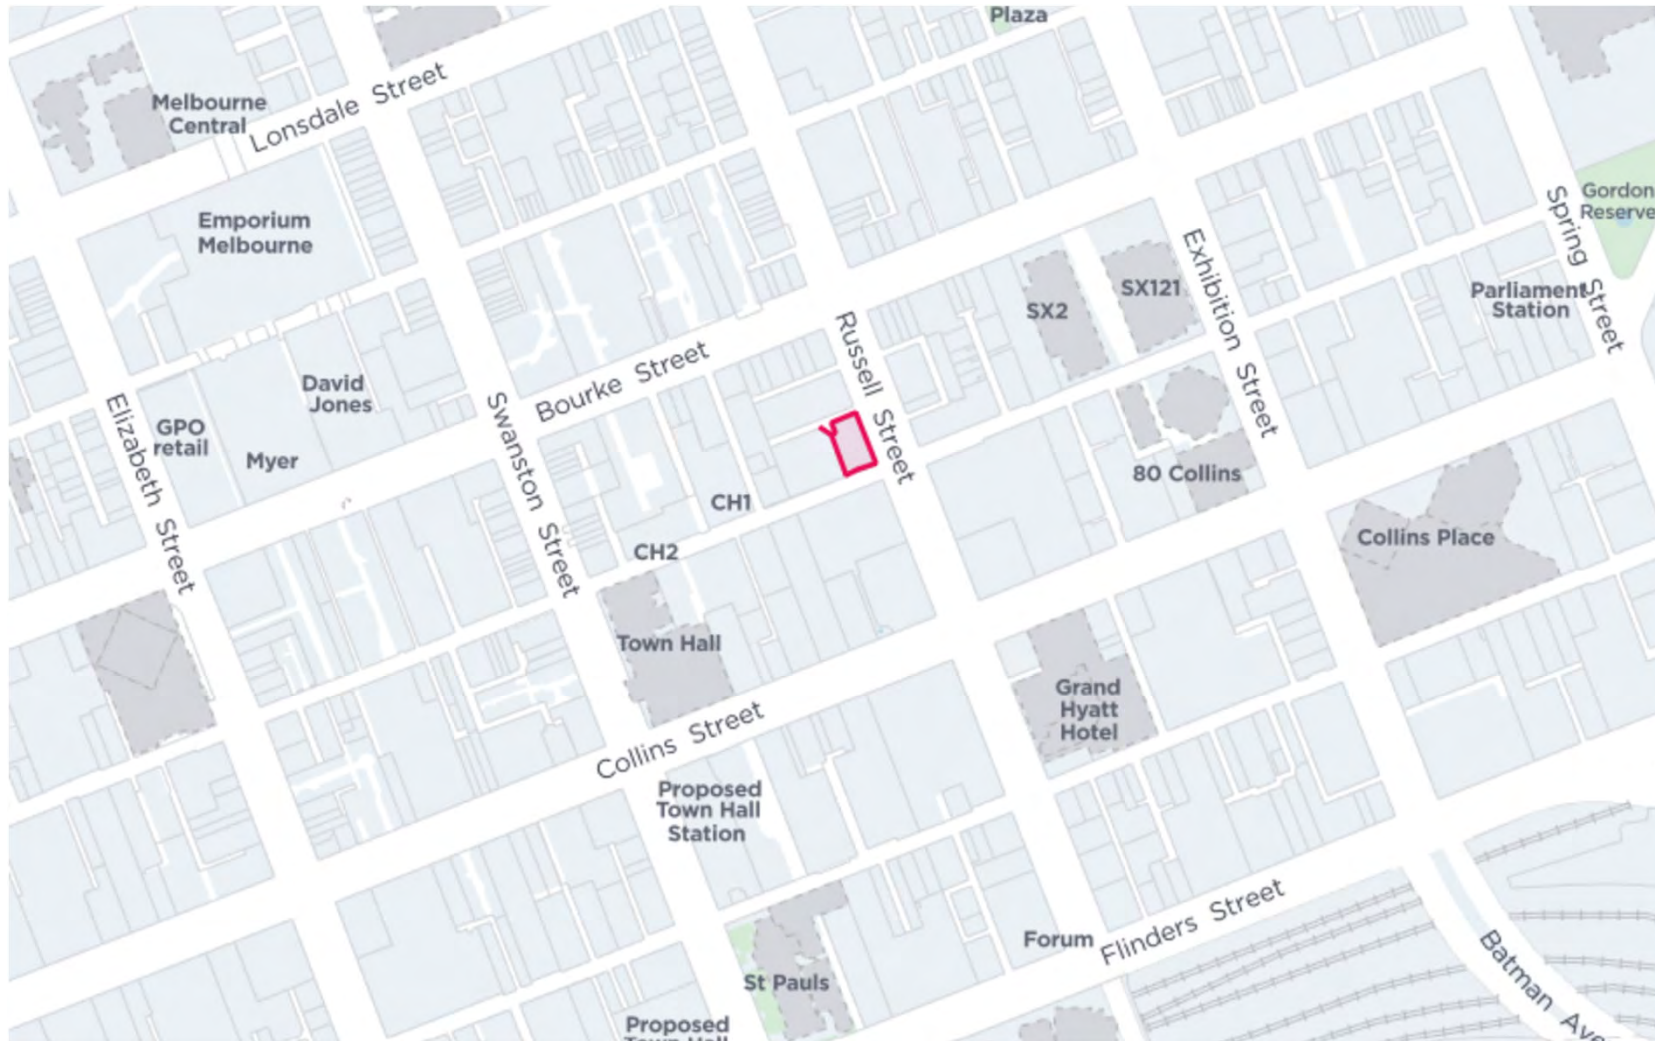 Plaza
Melbourne
Central
Lonsdale Street
Emporium
Melbourne
Gordon
Reserve
Spring Street
Exhibition Street
SX121
SX2
Parliament
Station
Russell Street
Bourke Street
David
Jones
GPO
retail
Myer
Elizabeth Street
Swanston Street
80 Collins
CH1
CH2
Collins Place
Town Hall
Grand
Hyatt
Hotel
Collins Street
Proposed
Town Hall
Station
Forum
Flinders Street
St Pauls
Batman Ave
Proposed
Town Hall